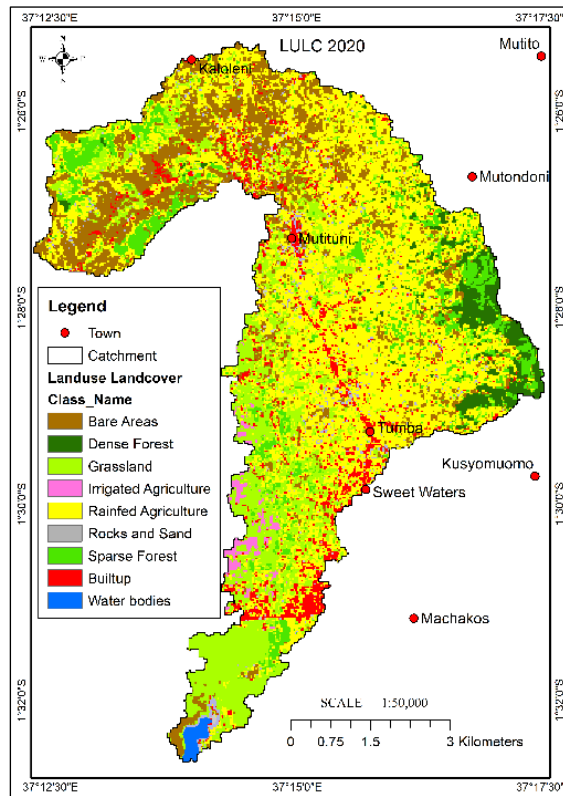 37°12'30"E 37°15'0"E 37°17'30"E
LULC 2020
Mutito
Kaloleni
1°26'0"S 1°26'0"S
Mutondoni
Mutituni
1°28'0"S 1°28'0"S
Legend
Town
Catchment
Landuse Landcover
Class_Name
Bare Areas
Dense Forest
Grassland
Irrigated Agriculture
Rainfed Agriculture
Rocks and Sand
Sparse Forest
Builtup
Water bodies
Tumba
Kusyomuomo
Sweet Waters
1°30'0"S 1°30'0"S
Machakos
1°32'0"S 1°32'0"S
SCALE 1:50,000
0 0.75 1.5 3 Kilometers
37°12'30"E 37°15'0"E 37°17'30"E